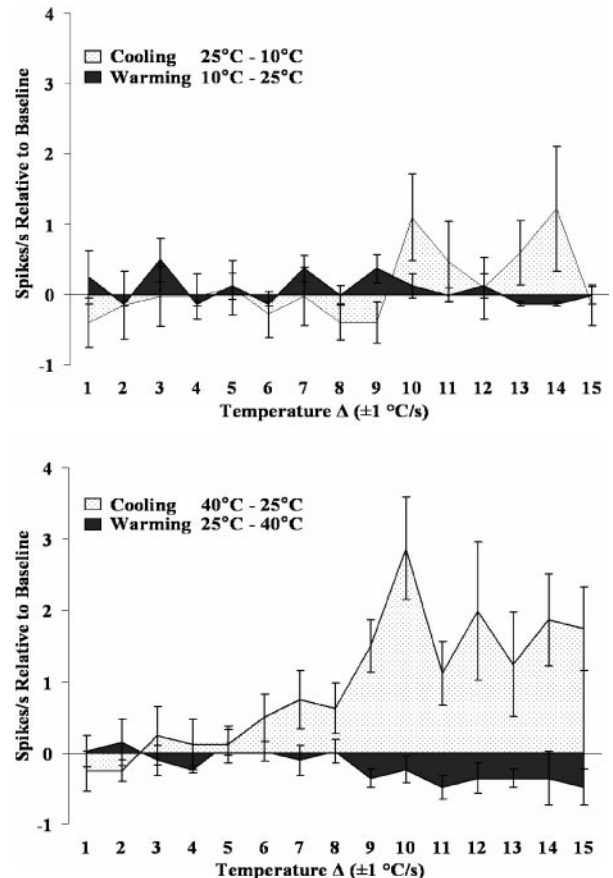 4
Cooling 25°C - 10°C
Warming 10°C - 25°C
3
2
1
0
-1
Spikes/s Relative to Baseline
1 2 3 4 5 6 7 8 9 10 11 12 13 14 15
Temperature Δ (±1 °C/s)
4
Cooling 40°C - 25°C
Warming 25°C - 40°C
3
2
1
0
-1
Spikes/s Relative to Baseline
1 2 3 4 5 6 7 8 9 10 11 12 13 14 15
Temperature Δ (±1 °C/s)